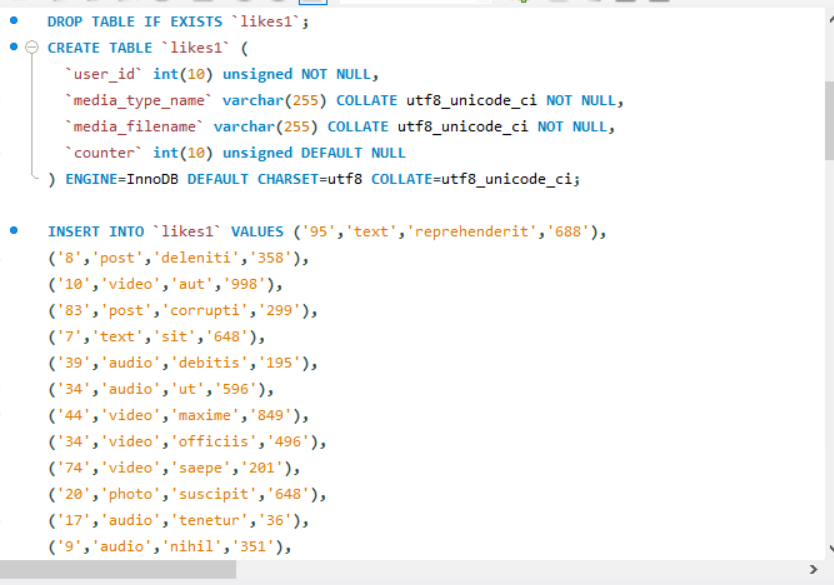 DROP TABLE IF EXISTS `likes1`;
CREATE TABLE `likes1` (
`user_id` int(10) unsigned NOT NULL,
`media_type_name` varchar(255) COLLATE utf8_unicode_ci NOT NULL,
`media_filename` varchar(255) COLLATE utf8_unicode_ci NOT NULL,
`counter` int(10) unsigned DEFAULT NULL
) ENGINE=InnoDB DEFAULT CHARSET=utf8 COLLATE=utf8_unicode_ci;
INSERT INTO `likes1` VALUES ('95','text','reprehenderit','688'),
('8','post','deleniti','358'),
('10','video','aut','998'),
('83','post','corrupti','299'),
('7','text','sit','648'),
('39','audio','debitis','195'),
('34','audio','ut','596'),
('44','video','maxime','849'),
('34','video','officiis','496'),
('74','video','saepe','201'),
('20','photo','suscipit','648'),
('17','audio','tenetur','36'),
('9','audio','nihil','351'),